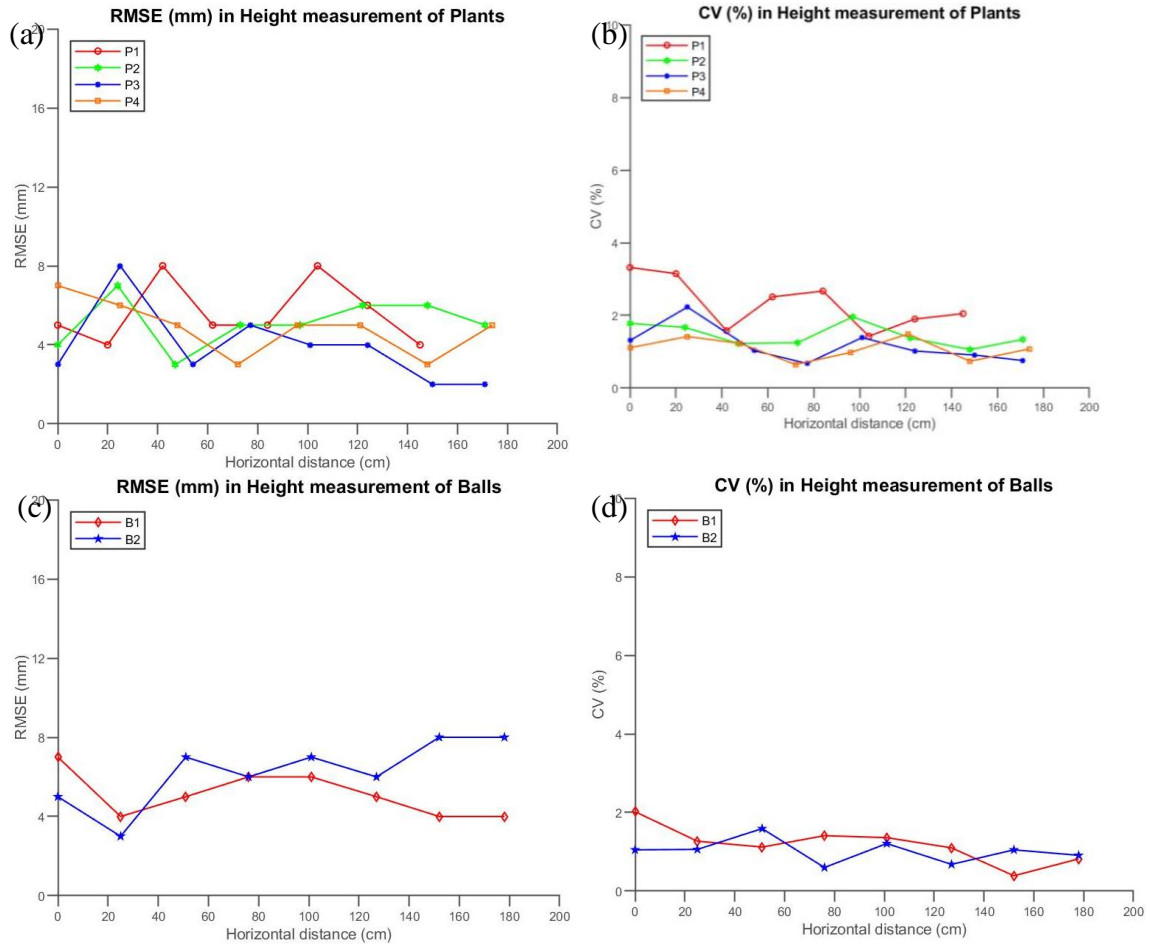 RMSE (mm) in Height measurement of Plants
(a)
20
16
12
8
4
0
RMSE (mm)
P1
P2
P3
P4
0 20 40 60 80 100 120 140 160 180 200
Horizontal distance (cm)
CV (%) in Height measurement of Plants
(b)
10
8
6
4
2
0
CV (%)
P1
P2
P3
P4
0 20 40 60 80 100 120 140 160 180 200
Horizontal distance (cm)
RMSE (mm) in Height measurement of Balls
(c)
20
16
12
8
4
0
RMSE (mm)
B1
B2
0 20 40 60 80 100 120 140 160 180 200
Horizontal distance (cm)
CV (%) in Height measurement of Balls
(d)
10
8
6
4
2
0
CV (%)
B1
B2
0 20 40 60 80 100 120 140 160 180 200
Horizontal distance (cm)